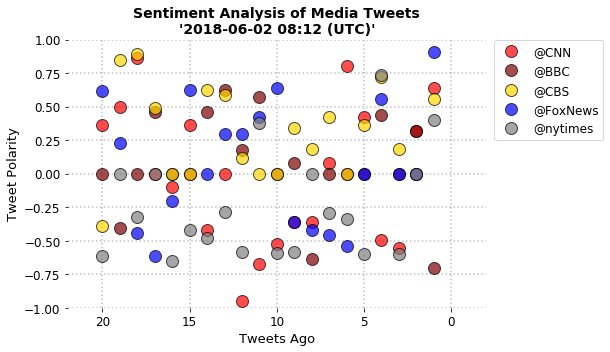 Sentiment Analysis of Media Tweets
'2018-06-02 08:12 (UTC)'
Tweet Polarity
1.00
0.75
0.50
0.25
0.00
−0.25
−0.50
−0.75
−1.00
20
15
10
5
0
Tweets Ago
@CNN
@BBC
@CBS
@FoxNews
@nytimes